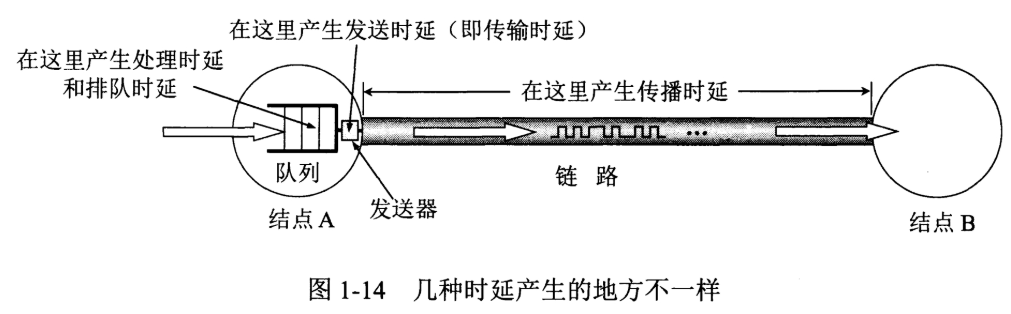 在这里产生发送时延（即传输时延）
在这里产生处理时延
和排队时延
在这里产生传播时延
队列
链 路
发送器
结点 A
结点 B
图 1-14 几种时延产生的地方不一样